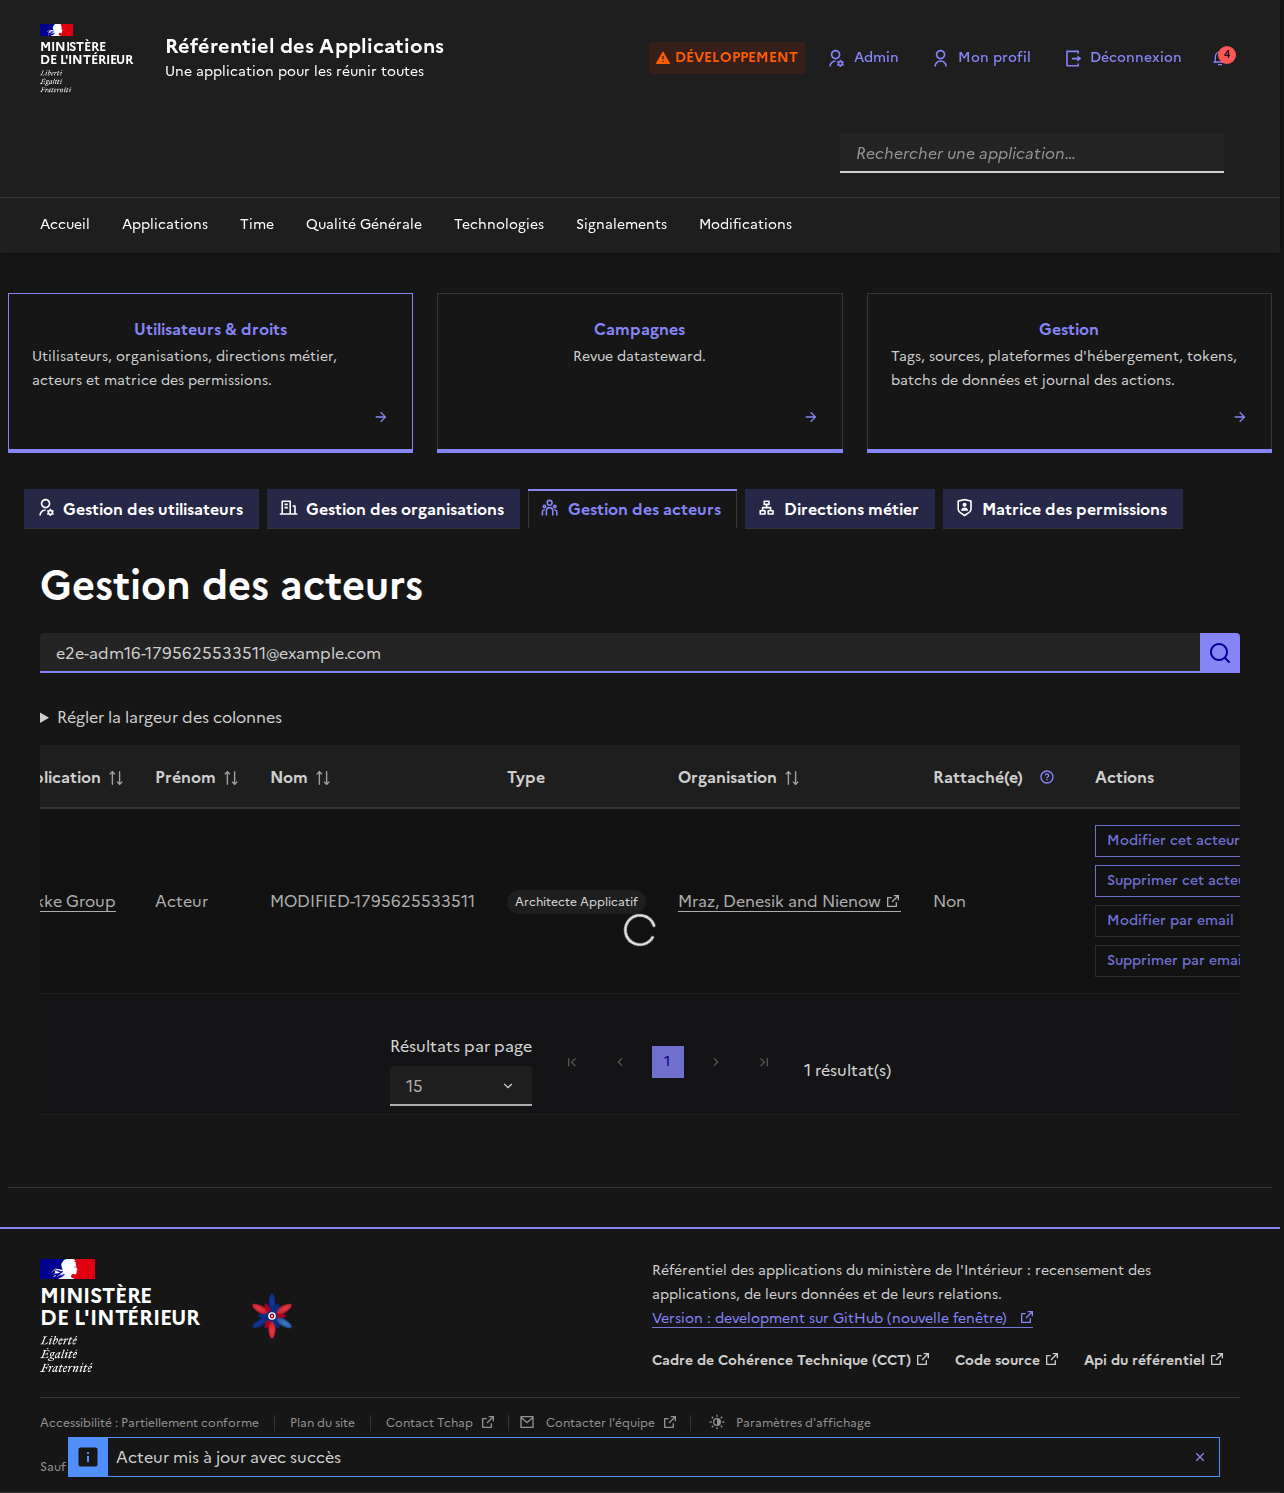 MINISTÈRE
DE L'INTÉRIEUR
Liberté
Égalité
Fraternité
Référentiel des Applications
Une application pour les réunir toutes
DÉVELOPPEMENT
Admin
Mon profil
Déconnexion
4
Rechercher une application…
Accueil
Applications
Time
Qualité Générale
Technologies
Signalements
Modifications
Utilisateurs & droits
Utilisateurs, organisations, directions métier,
acteurs et matrice des permissions.
Campagnes
Revue datasteward.
Gestion
Tags, sources, plateformes d'hébergement, tokens,
batchs de données et journal des actions.
Gestion des utilisateurs
Gestion des organisations
Gestion des acteurs
Directions métier
Matrice des permissions
Gestion des acteurs
e2e-adm16-1795625533511@example.com
Régler la largeur des colonnes
plication
Prénom
Nom
Type
Organisation
Rattaché(e)
Actions
kke Group
Acteur
MODIFIED-1795625533511
Architecte Applicatif
Mraz, Denesik and Nienow
Non
Modifier cet acteur
Supprimer cet acteu
Modifier par email
Supprimer par emai
Résultats par page
15
1
1 résultat(s)
MINISTÈRE
DE L'INTÉRIEUR
Liberté
Égalité
Fraternité
Référentiel des applications du ministère de l'Intérieur : recensement des
applications, de leurs données et de leurs relations.
Version : development sur GitHub (nouvelle fenêtre)
Cadre de Cohérence Technique (CCT)
Code source
Api du référentiel
Accessibilité : Partiellement conforme
Plan du site
Contact Tchap
Contacter l'équipe
Paramètres d'affichage
Sauf
Acteur mis à jour avec succès